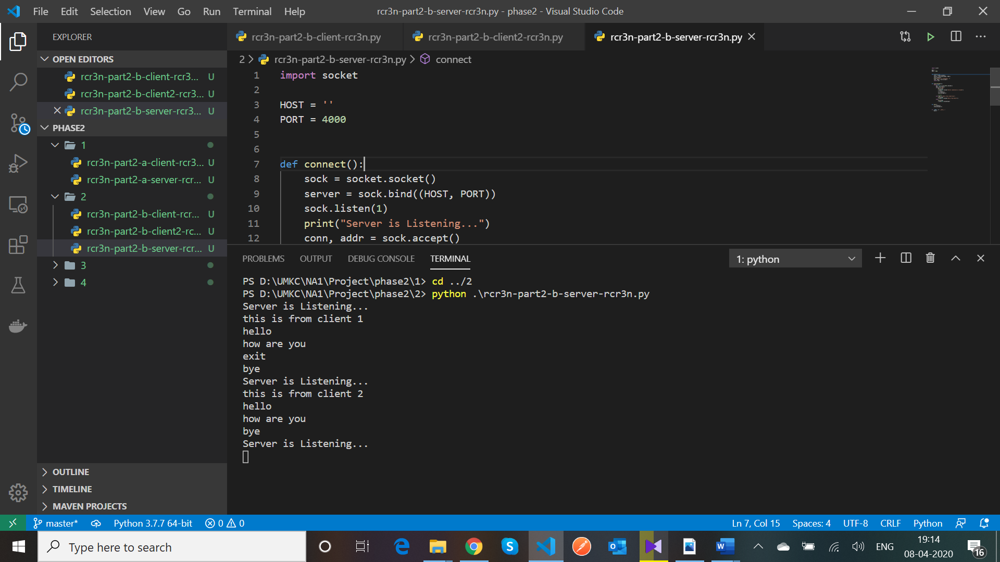 File Edit Selection View Go Run Terminal Help
rcr3n-part2-b-server-rcr3n.py - phase2 - Visual Studio Code
EXPLORER
OPEN EDITORS
rcr3n-part2-b-client-rcr3... U
rcr3n-part2-b-client2-rcr3... U
rcr3n-part2-b-server-rcr3... U
PHASE2
1
rcr3n-part2-a-client-rcr3... U
rcr3n-part2-a-server-rcr... U
2
rcr3n-part2-b-client-rcr... U
rcr3n-part2-b-client2-rc... U
rcr3n-part2-b-server-rcr... U
3
4
OUTLINE
TIMELINE
MAVEN PROJECTS
rcr3n-part2-b-client-rcr3n.py
rcr3n-part2-b-client2-rcr3n.py
rcr3n-part2-b-server-rcr3n.py
2 > rcr3n-part2-b-server-rcr3n.py > connect
1 import socket
2
3 HOST = ''
4 PORT = 4000
5
6
7 def connect():
8 sock = socket.socket()
9 server = sock.bind((HOST, PORT))
10 sock.listen(1)
11 print("Server is Listening...")
12 conn, addr = sock.accept()
PROBLEMS OUTPUT DEBUG CONSOLE TERMINAL
1: python
PS D:\UMKC\NA1\Project\phase2\1> cd ../2
PS D:\UMKC\NA1\Project\phase2\2> python .\rcr3n-part2-b-server-rcr3n.py
Server is Listening...
this is from client 1
hello
how are you
exit
bye
Server is Listening...
this is from client 2
hello
how are you
bye
Server is Listening...
master* Python 3.7.7 64-bit 0 0
Ln 7, Col 15 Spaces: 4 UTF-8 CRLF Python
Type here to search
ENG
19:14
08-04-2020
16